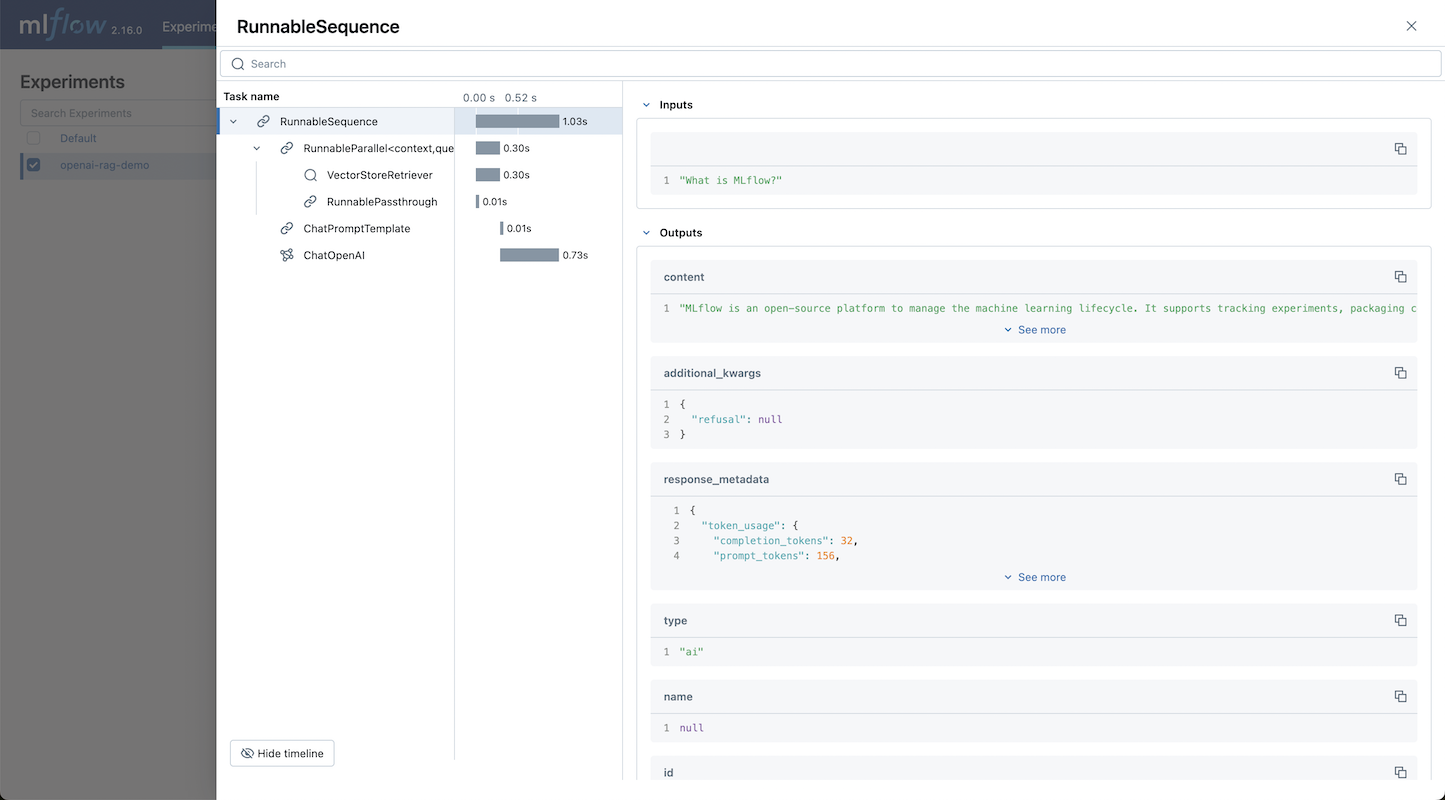 mlflow 2.16.0 Experime
Experiments
Search Experiments
Default
openai-rag-demo
RunnableSequence
Search
Task name
0.00 s 0.52 s
RunnableSequence 1.03s
RunnableParallel<context,que 0.30s
VectorStoreRetriever 0.30s
RunnablePassthrough 0.01s
ChatPromptTemplate 0.01s
ChatOpenAI 0.73s
Hide timeline
Inputs
1 "What is MLflow?"
Outputs
content
1 "MLflow is an open-source platform to manage the machine learning lifecycle. It supports tracking experiments, packaging c
See more
additional_kwargs
1 {
2 "refusal": null
3 }
response_metadata
1 {
2 "token_usage": {
3 "completion_tokens": 32,
4 "prompt_tokens": 156,
See more
type
1 "ai"
name
1 null
id